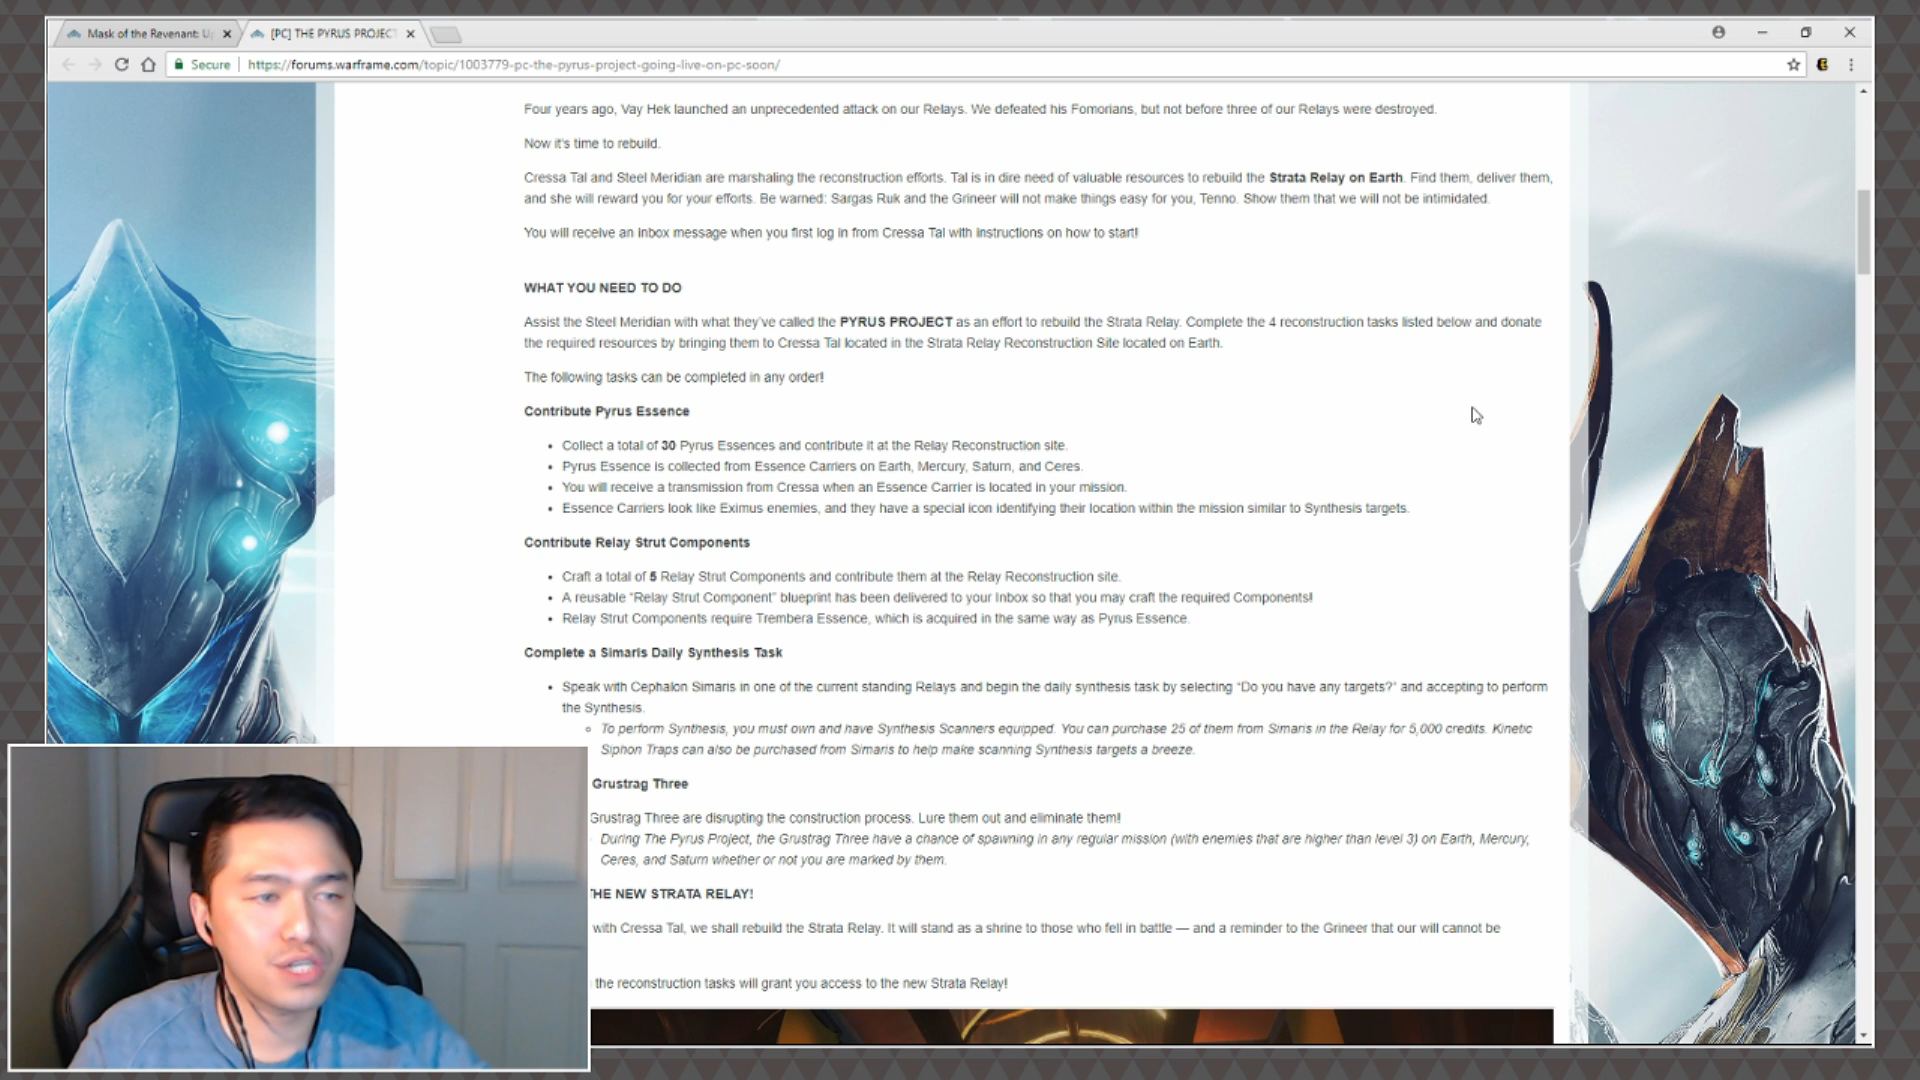 Mask of the Revenant: U
[PC] THE PYRUS PROJECT
Secure
https://forums.warframe.com/topic/1003779-pc-the-pyrus-project-going-live-on-pc-soon/
Four years ago, Vay Hek launched an unprecedented attack on our Relays. We defeated his Fomorians, but not before three of our Relays were destroyed.
Now it's time to rebuild.
Cressa Tal and Steel Meridian are marshaling the reconstruction efforts. Tal is in dire need of valuable resources to rebuild the Strata Relay on Earth. Find them, deliver them,
and she will reward you for your efforts. Be warned: Sargas Ruk and the Grineer will not make things easy for you, Tenno. Show them that we will not be intimidated.
You will receive an Inbox message when you first log in from Cressa Tal with instructions on how to start!
WHAT YOU NEED TO DO
Assist the Steel Meridian with what they've called the PYRUS PROJECT as an effort to rebuild the Strata Relay. Complete the 4 reconstruction tasks listed below and donate
the required resources by bringing them to Cressa Tal located in the Strata Relay Reconstruction Site located on Earth.
The following tasks can be completed in any order!
Contribute Pyrus Essence
• Collect a total of 30 Pyrus Essences and contribute it at the Relay Reconstruction site.
• Pyrus Essence is collected from Essence Carriers on Earth, Mercury, Saturn, and Ceres.
• You will receive a transmission from Cressa when an Essence Carrier is located in your mission.
• Essence Carriers look like Eximus enemies, and they have a special icon identifying their location within the mission similar to Synthesis targets.
Contribute Relay Strut Components
• Craft a total of 5 Relay Strut Components and contribute them at the Relay Reconstruction site.
• A reusable “Relay Strut Component” blueprint has been delivered to your Inbox so that you may craft the required Components!
• Relay Strut Components require Trembera Essence, which is acquired in the same way as Pyrus Essence.
Complete a Simaris Daily Synthesis Task
• Speak with Cephalon Simaris in one of the current standing Relays and begin the daily synthesis task by selecting “Do you have any targets?” and accepting to perform
the Synthesis.
To perform Synthesis, you must own and have Synthesis Scanners equipped. You can purchase 25 of them from Simaris in the Relay for 5,000 credits. Kinetic
Siphon Traps can also be purchased from Simaris to help make scanning Synthesis targets a breeze.
Grustrag Three
Grustrag Three are disrupting the construction process. Lure them out and eliminate them!
During The Pyrus Project, the Grustrag Three have a chance of spawning in any regular mission (with enemies that are higher than level 3) on Earth, Mercury,
Ceres, and Saturn whether or not you are marked by them.
THE NEW STRATA RELAY!
with Cressa Tal, we shall rebuild the Strata Relay. It will stand as a shrine to those who fell in battle — and a reminder to the Grineer that our will cannot be
the reconstruction tasks will grant you access to the new Strata Relay!